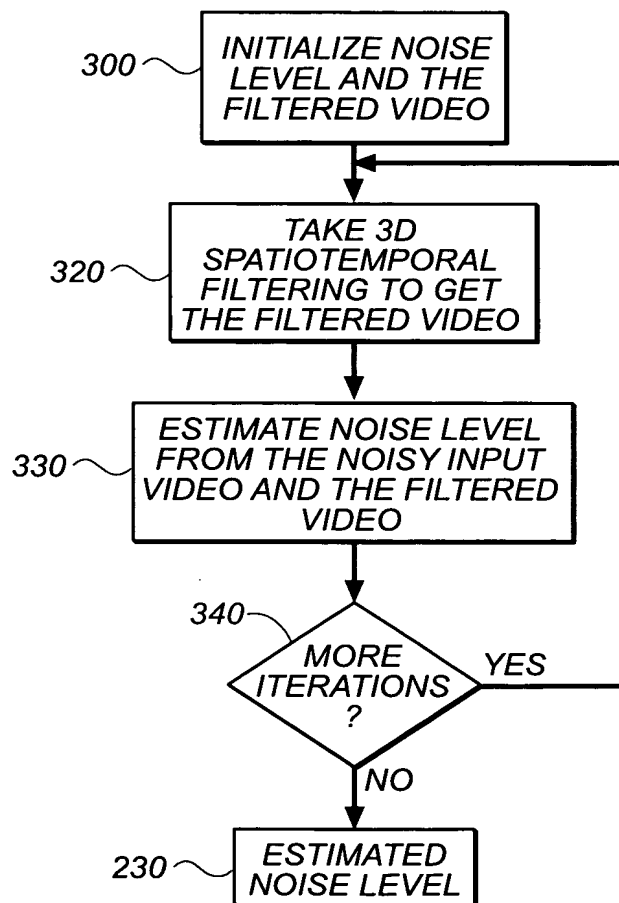 300
INITIALIZE NOISE
LEVEL AND THE
FILTERED VIDEO
320
TAKE 3D
SPATIOTEMPORAL
FILTERING TO GET
THE FILTERED VIDEO
330
ESTIMATE NOISE LEVEL
FROM THE NOISY INPUT
VIDEO AND THE FILTERED
VIDEO
340
MORE
ITERATIONS
?
YES
NO
230
ESTIMATED
NOISE LEVEL